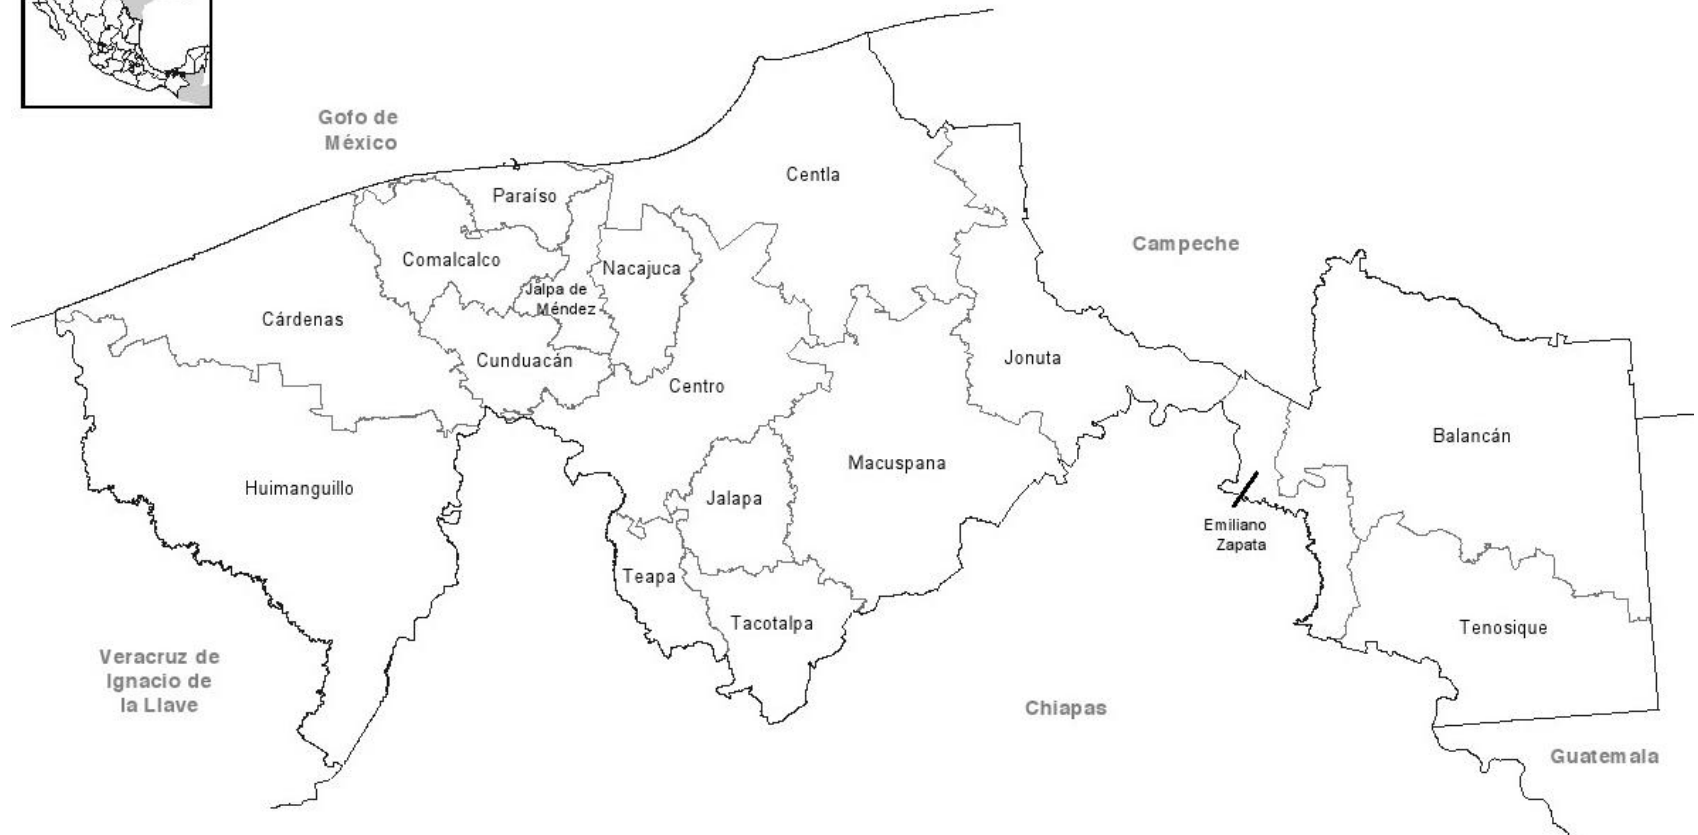 Gofo de
México
Centla
Paraíso
Campeche
Comalcalco
Nacajuca
Jalpa de
Méndez
Cárdenas
Cunduacán
Jonuta
Centro
Balancán
Macuspana
Huimanguillo
Jalapa
Emiliano
Zapata
Teapa
Tacotalpa
Tenosique
Veracruz de
Ignacio de
la Llave
Chiapas
Guatemala